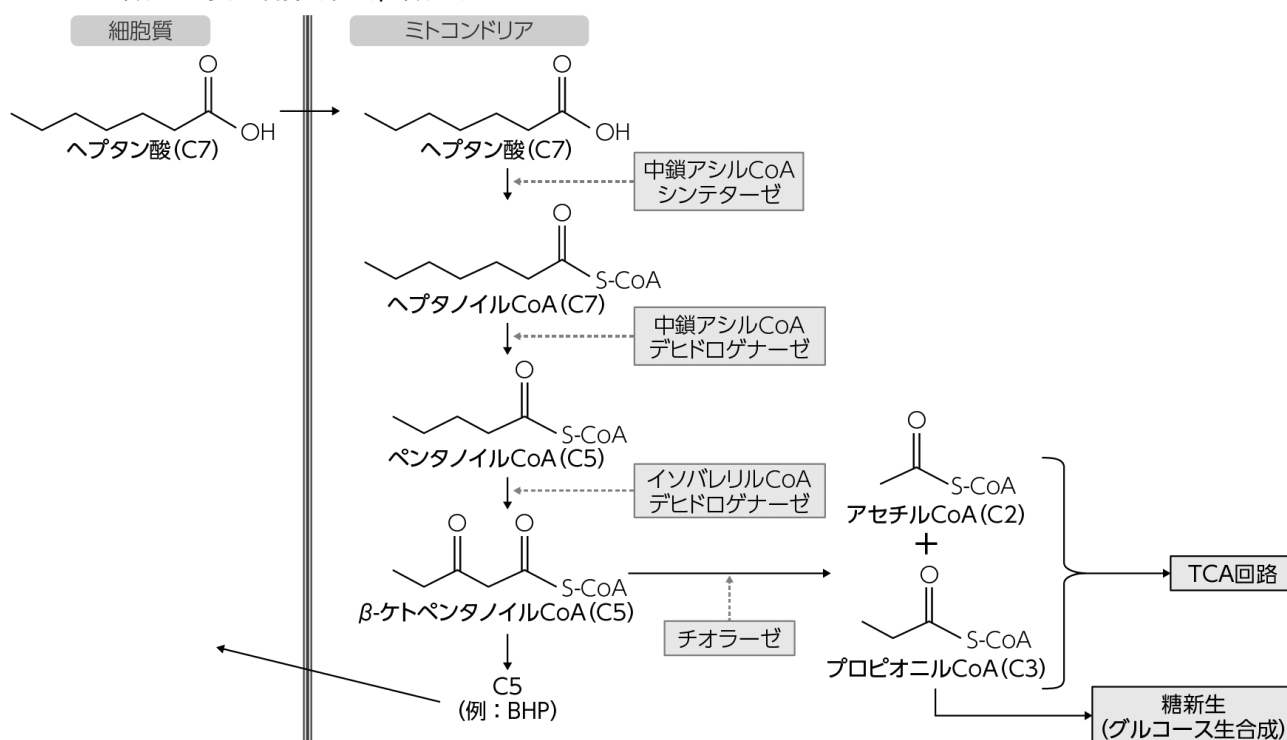 細胞質
ミトコンドリア
O
OH
ヘプタン酸(C7)
O
OH
ヘプタン酸(C7)
中鎖アシルCoA
シンテターゼ
O
S-CoA
ヘプタノイルCoA(C7)
中鎖アシルCoA
デヒドロゲナーゼ
O
S-CoA
ペンタノイルCoA(C5)
イソバレリルCoA
デヒドロゲナーゼ
O
O
S-CoA
β-ケトペンタノイルCoA(C5)
チオラーゼ
C5
(例：BHP)
O
S-CoA
アセチルCoA(C2)
+
O
S-CoA
プロピオニルCoA(C3)
TCA回路
糖新生
(グルコース生合成)